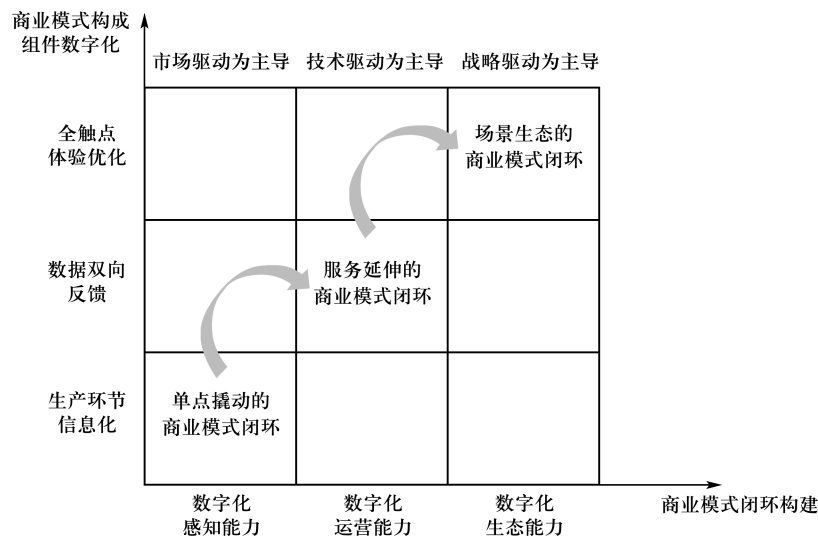 商业模式构成
组件数字化
市场驱动为主导
技术驱动为主导
战略驱动为主导
全触点
体验优化
场景生态的
商业模式闭环
数据双向
反馈
服务延伸的
商业模式闭环
生产环节
信息化
单点撬动的
商业模式闭环
数字化
感知能力
数字化
运营能力
数字化
生态能力
商业模式闭环构建